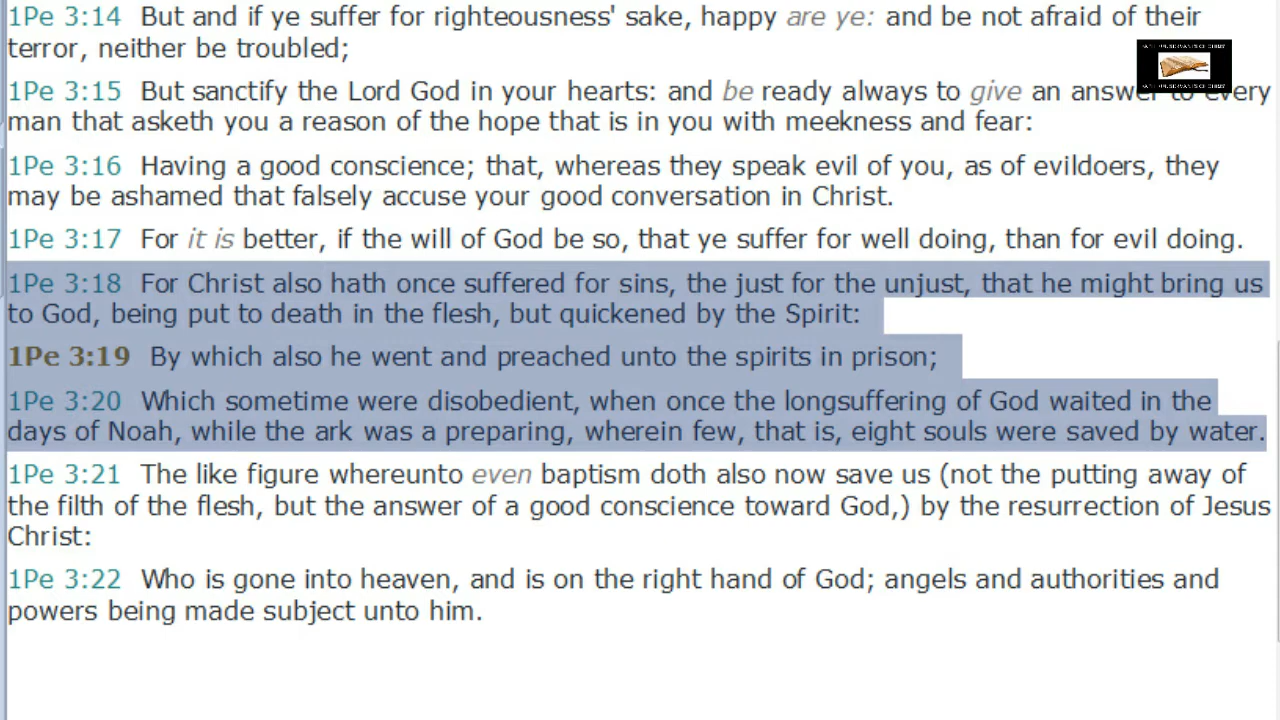 1Pe 3:14 But and if ye suffer for righteousness' sake, happy are ye: and be not afraid of their
terror, neither be troubled;
1Pe 3:15 But sanctify the Lord God in your hearts: and be ready always to give an answer to every
man that asketh you a reason of the hope that is in you with meekness and fear:
1Pe 3:16 Having a good conscience; that, whereas they speak evil of you, as of evildoers, they
may be ashamed that falsely accuse your good conversation in Christ.
1Pe 3:17 For it is better, if the will of God be so, that ye suffer for well doing, than for evil doing.
1Pe 3:18 For Christ also hath once suffered for sins, the just for the unjust, that he might bring us
to God, being put to death in the flesh, but quickened by the Spirit:
1Pe 3:19 By which also he went and preached unto the spirits in prison;
1Pe 3:20 Which sometime were disobedient, when once the longsuffering of God waited in the
days of Noah, while the ark was a preparing, wherein few, that is, eight souls were saved by water.
1Pe 3:21 The like figure whereunto even baptism doth also now save us (not the putting away of
the filth of the flesh, but the answer of a good conscience toward God,) by the resurrection of Jesus
Christ:
1Pe 3:22 Who is gone into heaven, and is on the right hand of God; angels and authorities and
powers being made subject unto him.